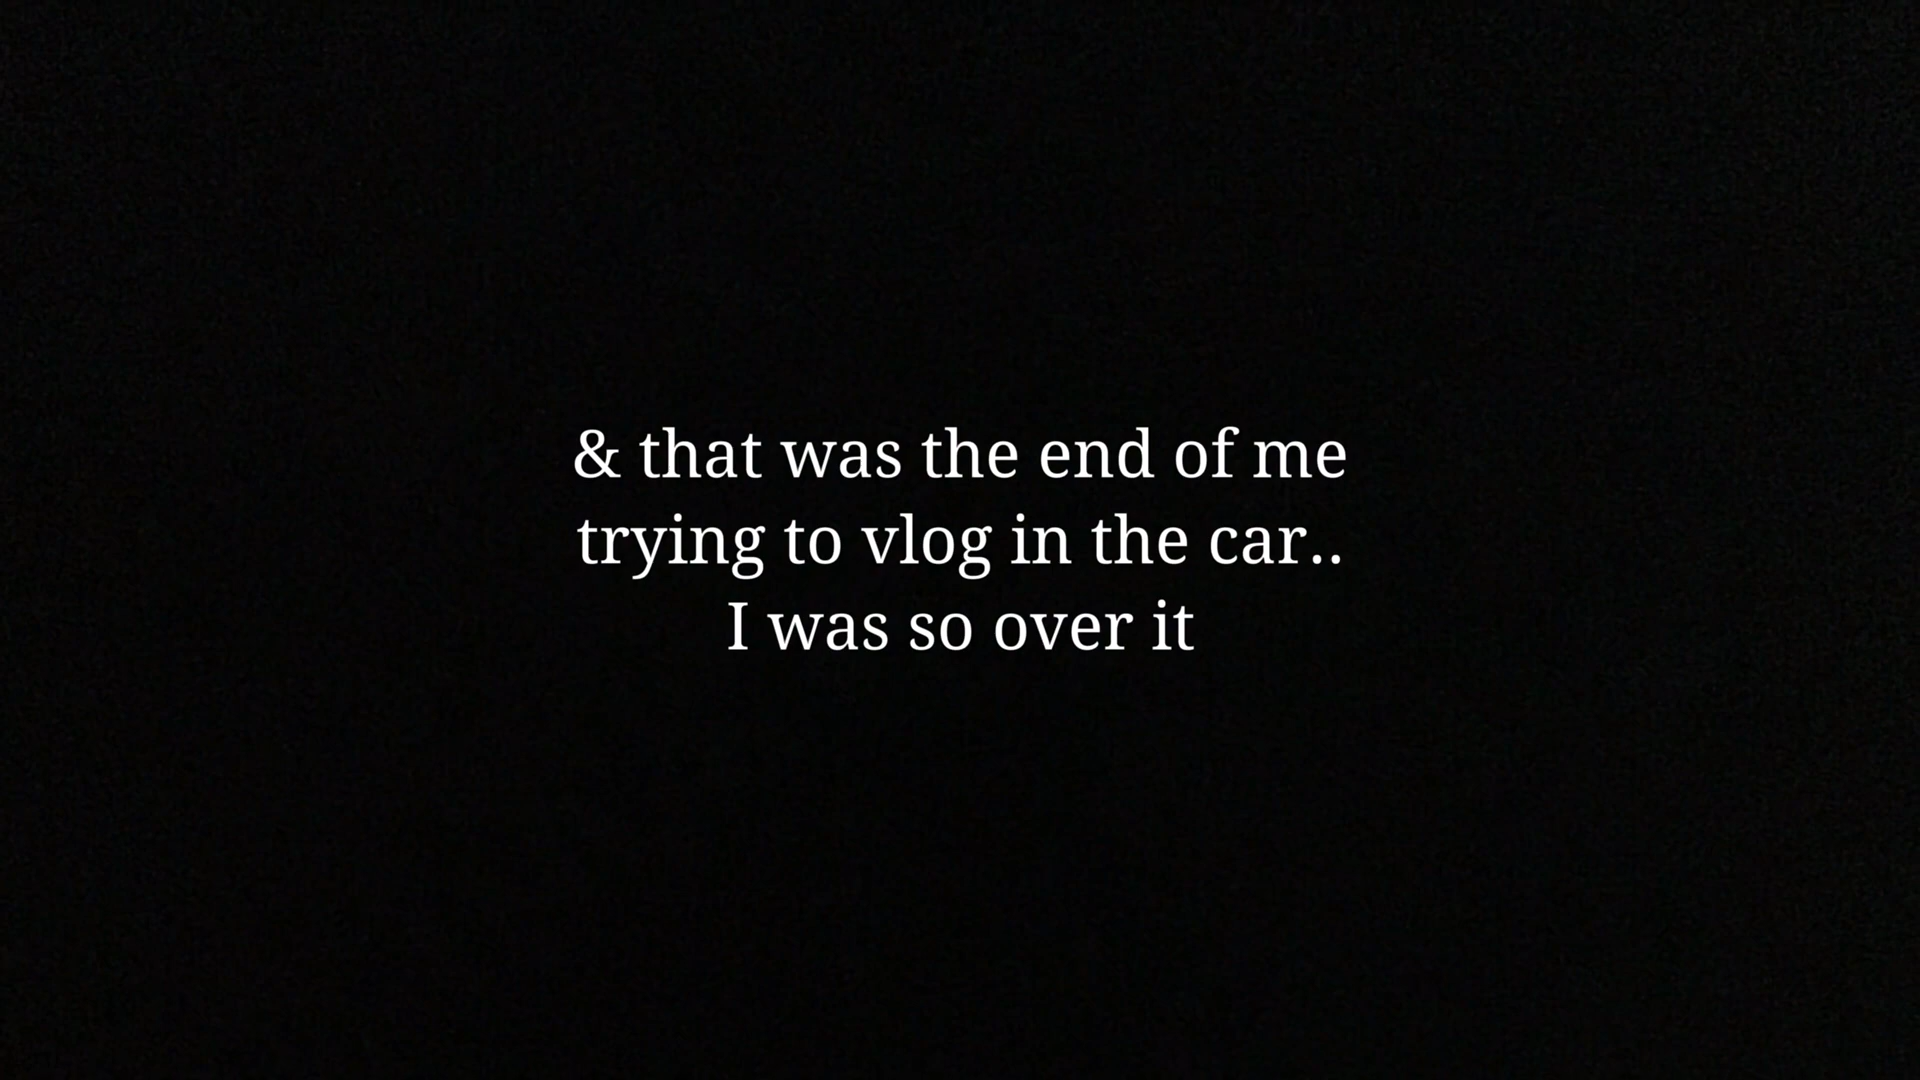 & that was the end of me
trying to vlog in the car..
I was so over it